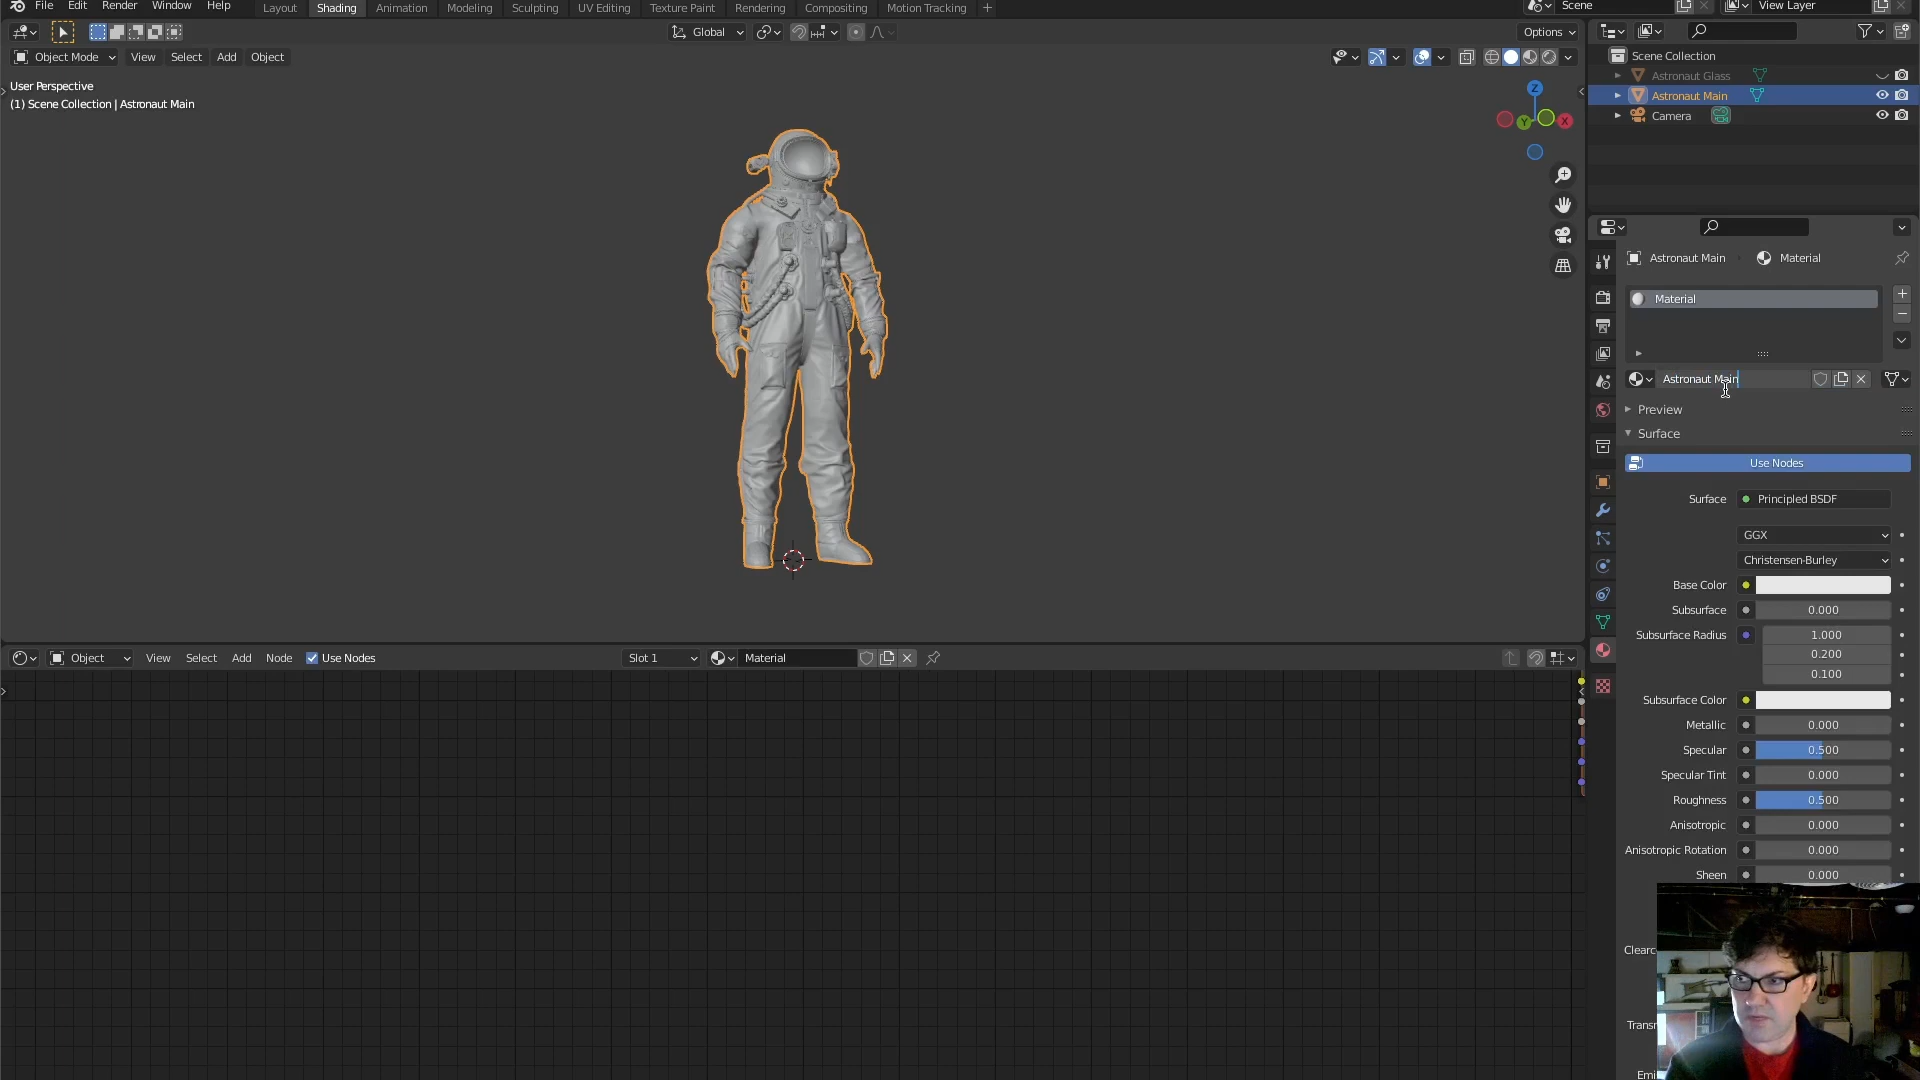 File Edit Render Window Help Layout Shading Animation Modeling Sculpting UV Editing Texture Paint Rendering Compositing Motion Tracking Scene View Layer
Global Options
Object Mode View Select Add Object
User Perspective
(1) Scene Collection | Astronaut Main
Z
Y
X
Scene Collection
Astronaut Glass
Astronaut Main
Camera
Astronaut Main Material
Material
Astronaut Main
Preview
Surface
Use Nodes
Surface Principled BSDF
GGX
Christensen-Burley
Base Color
Subsurface 0.000
Subsurface Radius 1.000
0.200
0.100
Subsurface Color
Metallic 0.000
Specular 0.500
Specular Tint 0.000
Roughness 0.500
Anisotropic 0.000
Anisotropic Rotation 0.000
Sheen 0.000
Clearc
Transm
Emi
Object View Select Add Node Use Nodes Slot 1 Material